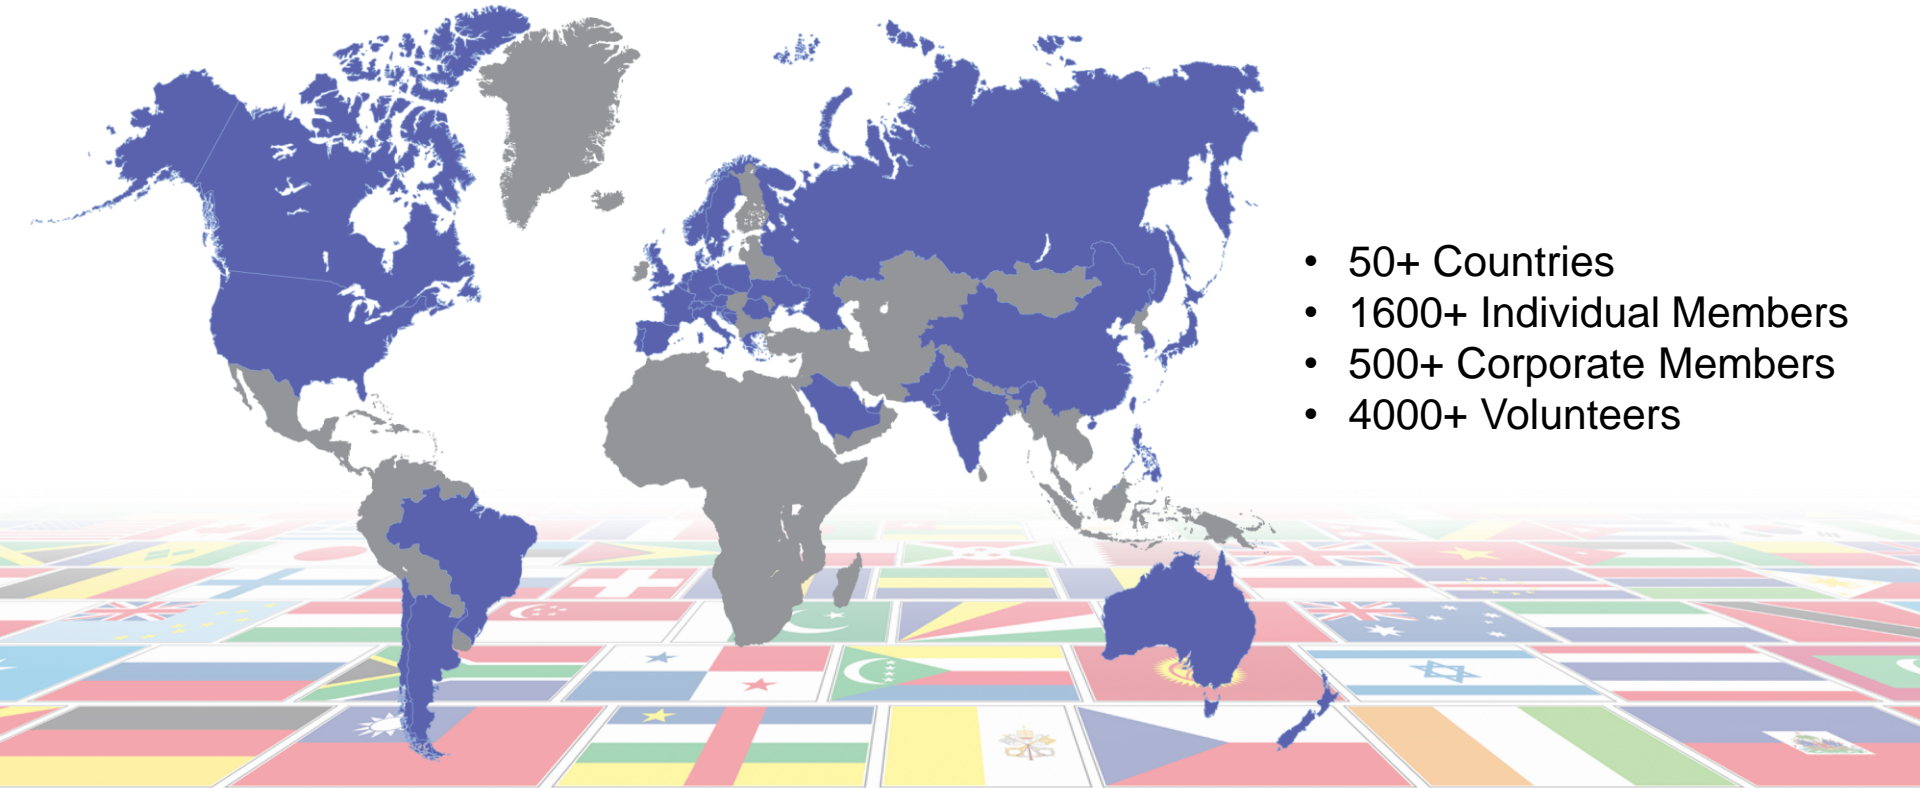 • 50+ Countries
• 1600+ Individual Members
• 500+ Corporate Members
• 4000+ Volunteers